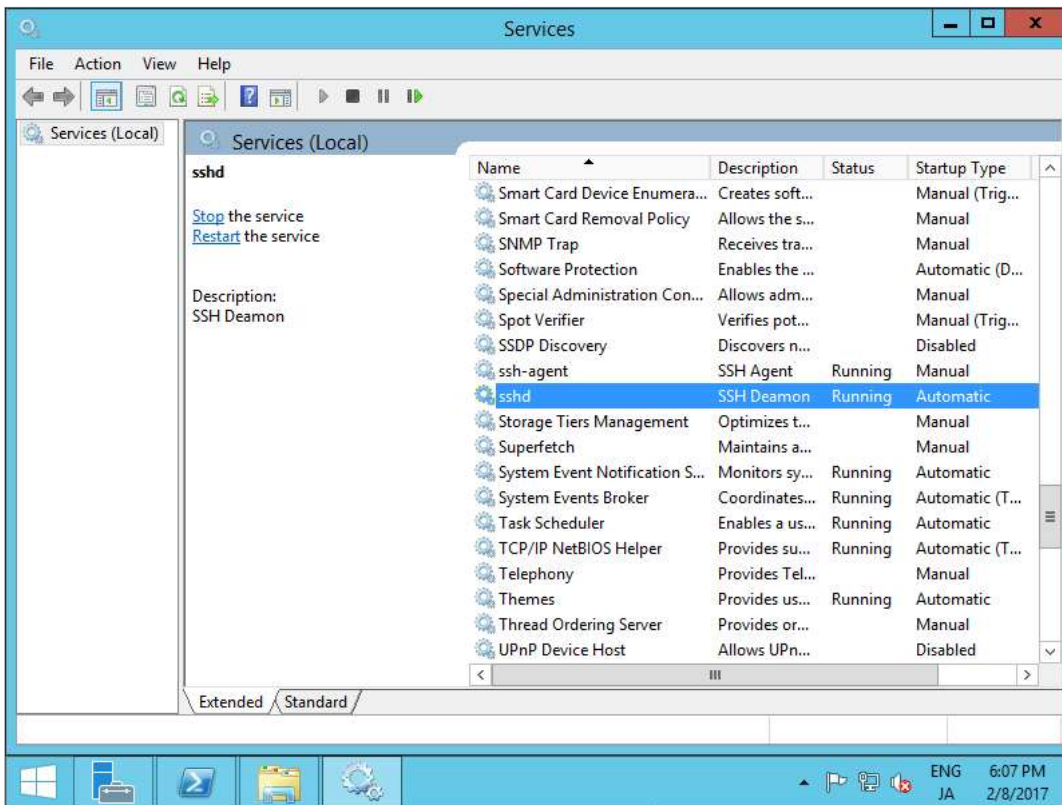 Services
File Action View Help
Services (Local)
Services (Local)
sshd
Stop the service
Restart the service
Description:
SSH Deamon
Name Description Status Startup Type
Smart Card Device Enumera... Creates soft... Manual (Trig...
Smart Card Removal Policy Allows the s... Manual
SNMP Trap Receives tra... Manual
Software Protection Enables the ... Automatic (D...
Special Administration Con... Allows adm... Manual
Spot Verifier Verifies pot... Manual (Trig...
SSDP Discovery Discovers n... Disabled
ssh-agent SSH Agent Running Manual
sshd SSH Deamon Running Automatic
Storage Tiers Management Optimizes t... Manual
Superfetch Maintains a... Manual
System Event Notification S... Monitors sy... Running Automatic
System Events Broker Coordinates... Running Automatic (T...
Task Scheduler Enables a us... Running Automatic
TCP/IP NetBIOS Helper Provides su... Running Automatic (T...
Telephony Provides Tel... Manual
Themes Provides us... Running Automatic
Thread Ordering Server Provides or... Manual
UPnP Device Host Allows UPn... Disabled
Extended Standard
ENG 6:07 PM
JA 2/8/2017